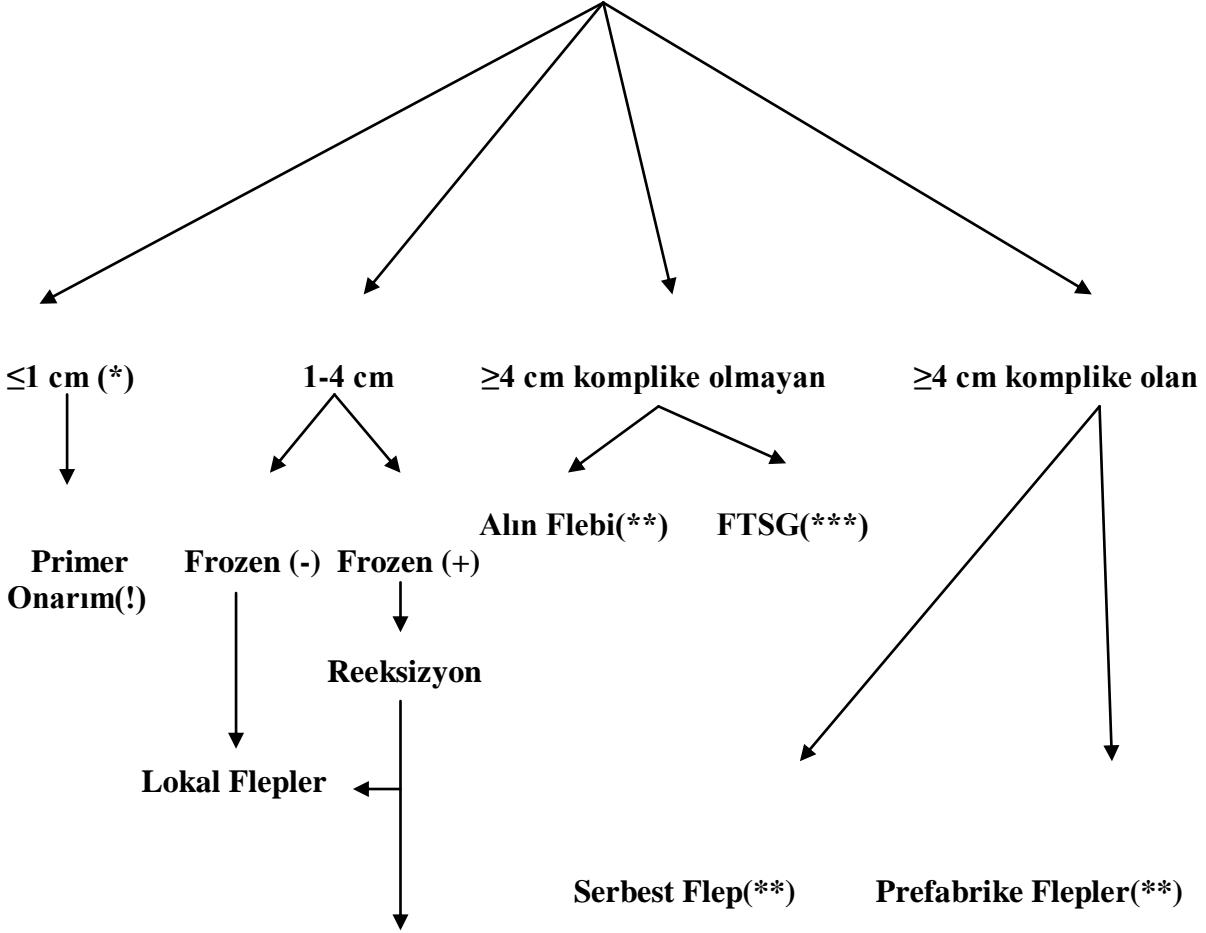 ≤1 cm (*)
1-4 cm
≥4 cm komplike olmayan
≥4 cm komplike olan
Alın Flebi(**)
FTSG(***)
Primer
Onarım(!)
Frozen (-)
Frozen (+)
Reeksizyon
Lokal Flepler
Serbest Flep(**)
Prefabrike Flepler(**)